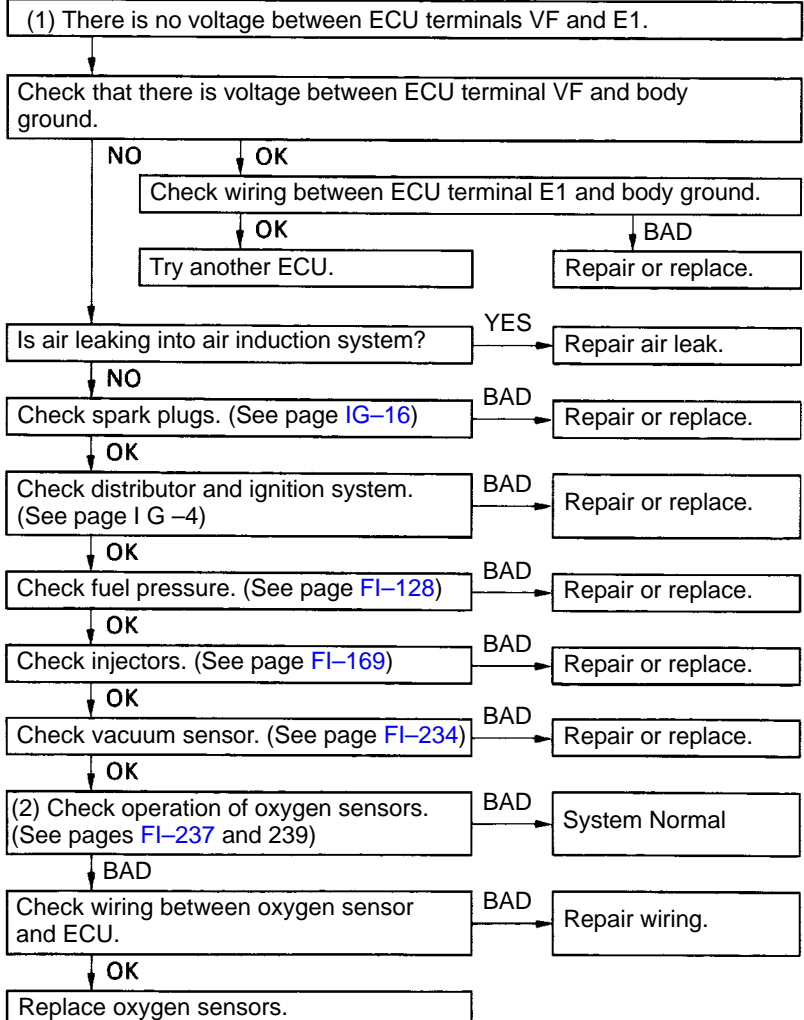 (1) There is no voltage between ECU terminals VF and E1.
Check that there is voltage between ECU terminal VF and body
ground.
NO
OK
Check wiring between ECU terminal E1 and body ground.
OK
BAD
Try another ECU.
Repair or replace.
Is air leaking into air induction system?
YES
Repair air leak.
NO
Check spark plugs. (See page IG–16)
BAD
Repair or replace.
OK
Check distributor and ignition system.
(See page I G –4)
BAD
Repair or replace.
OK
Check fuel pressure. (See page FI–128)
BAD
Repair or replace.
OK
Check injectors. (See page FI–169)
BAD
Repair or replace.
OK
Check vacuum sensor. (See page FI–234)
BAD
Repair or replace.
OK
(2) Check operation of oxygen sensors.
(See pages FI–237 and 239)
BAD
System Normal
BAD
Check wiring between oxygen sensor
and ECU.
BAD
Repair wiring.
OK
Replace oxygen sensors.